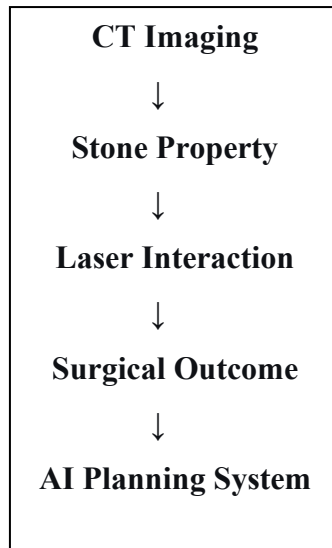 CT Imaging
↓
Stone Property
↓
Laser Interaction
↓
Surgical Outcome
↓
AI Planning System